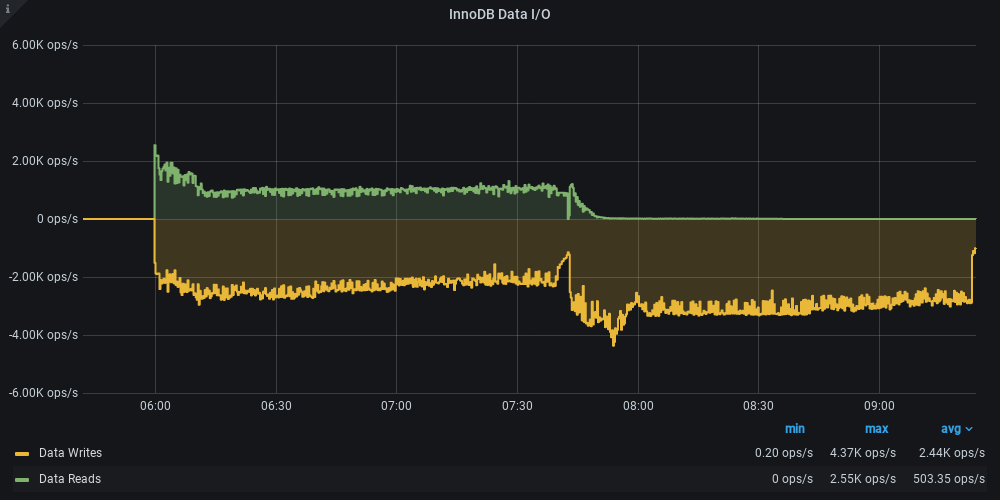 i
InnoDB Data I/O
6.00K ops/s
4.00K ops/s
2.00K ops/s
0 ops/s
-2.00K ops/s
-4.00K ops/s
-6.00K ops/s
06:00 06:30 07:00 07:30 08:00 08:30 09:00
min max avg
Data Writes 0.20 ops/s 4.37K ops/s 2.44K ops/s
Data Reads 0 ops/s 2.55K ops/s 503.35 ops/s